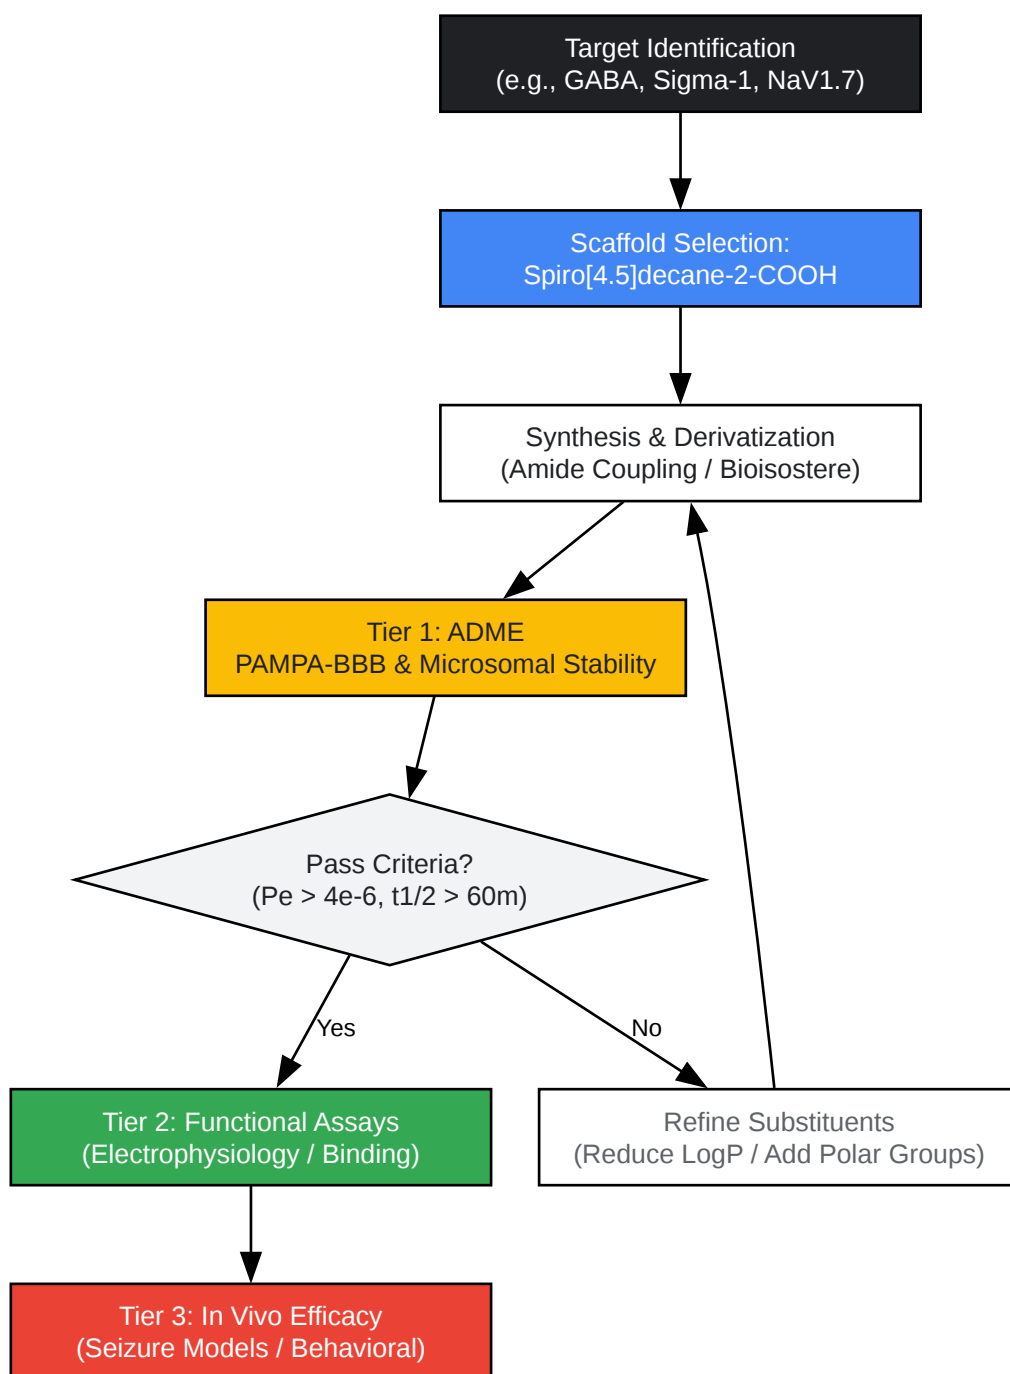 Target Identification
(e.g., GABA, Sigma-1, NaV1.7)
Scaffold Selection:
Spiro[4.5]decane-2-COOH
Synthesis & Derivatization
(Amide Coupling / Bioisostere)
Tier 1: ADME
PAMPA-BBB & Microsomal Stability
Pass Criteria?
(Pe > 4e-6, t1/2 > 60m)
Yes
No
Tier 2: Functional Assays
(Electrophysiology / Binding)
Refine Substituents
(Reduce LogP / Add Polar Groups)
Tier 3: In Vivo Efficacy
(Seizure Models / Behavioral)